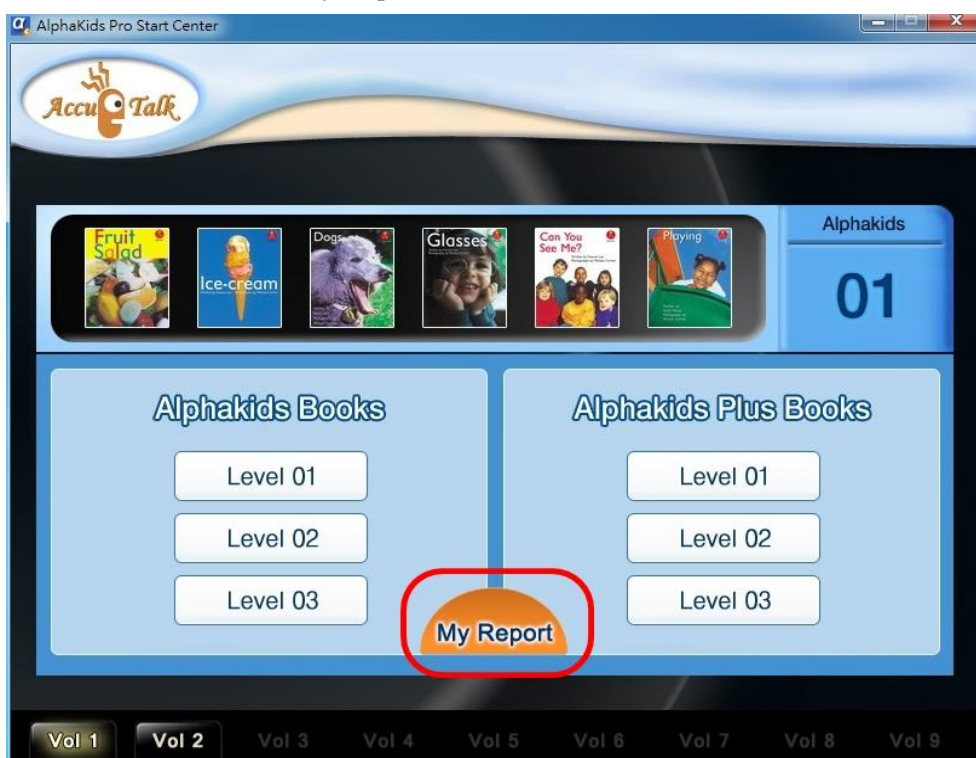 AlphaKids Pro Start Center
Accu Talk
Alphakids
01
Fruit Salad
Ice-cream
Dogs
Glasses
Can You See Me?
Playing
Alphakids Books
Alphakids Plus Books
Level 01
Level 01
Level 02
Level 02
Level 03
Level 03
My Report
Vol 1 Vol 2 Vol 3 Vol 4 Vol 5 Vol 6 Vol 7 Vol 8 Vol 9